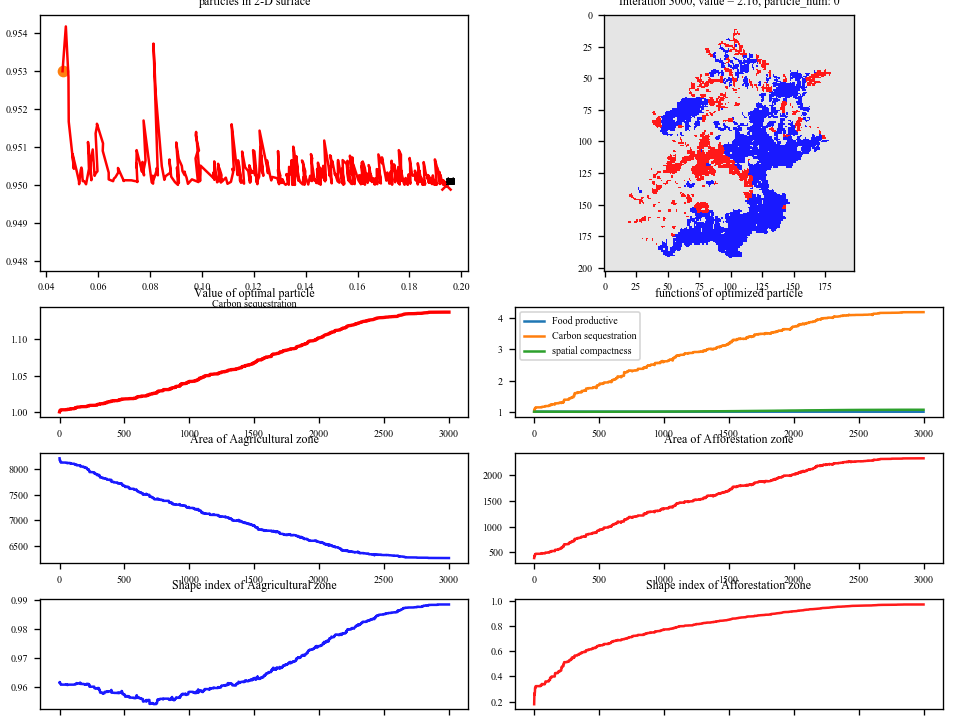 particles in 2-D surface
Interation 3000, value = 2.16, particle_num: 0
0.954
0.953
0.952
0.951
0.950
0.949
0.948
0.04 0.06 0.08 0.10 0.12 0.14 0.16 0.18 0.20
Carbon sequestration
0
25
50
75
100
125
150
175
200
0 25 50 75 100 125 150 175
Value of optimal particle
1.10
1.05
1.00
0 500 1000 1500 2000 2500 3000
functions of optimized particle
Food productive
Carbon sequestration
spatial compactness
4
3
2
1
0 500 1000 1500 2000 2500 3000
Area of Aagricultural zone
8000
7500
7000
6500
0 500 1000 1500 2000 2500 3000
Area of Afforestation zone
2000
1500
1000
500
0 500 1000 1500 2000 2500 3000
Shape index of Aagricultural zone
0.99
0.98
0.97
0.96
Shape index of Afforestation zone
1.0
0.8
0.6
0.4
0.2